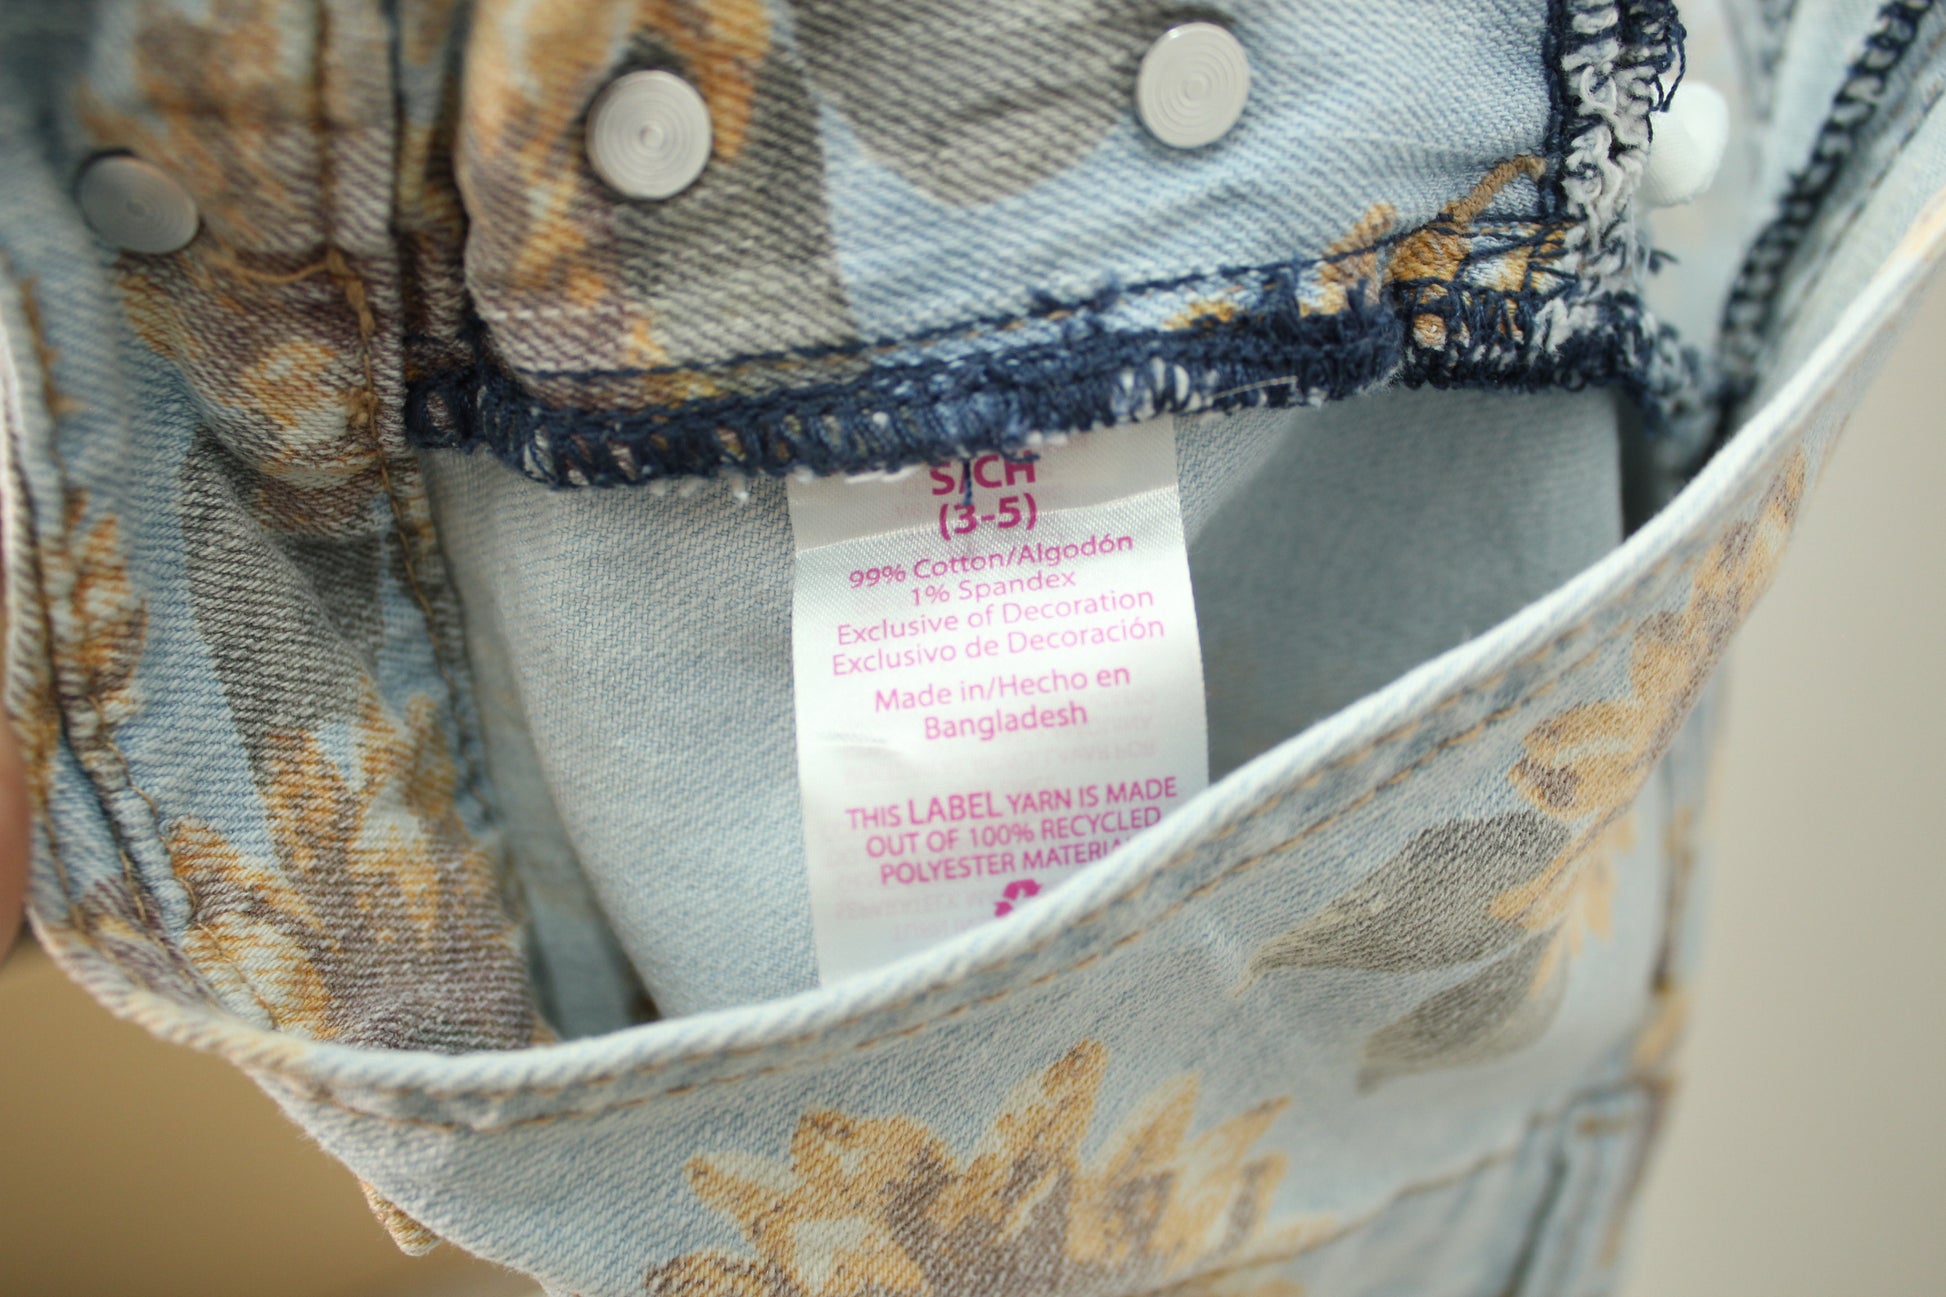 S/CH
(3-5)
99% Cotton/Algodón
1% Spandex
Exclusive of Decoration
Exclusivo de Decoración
Made in/Hecho en
Bangladesh
THIS LABEL YARN IS MADE
OUT OF 100% RECYCLED
POLYESTER MATERIA